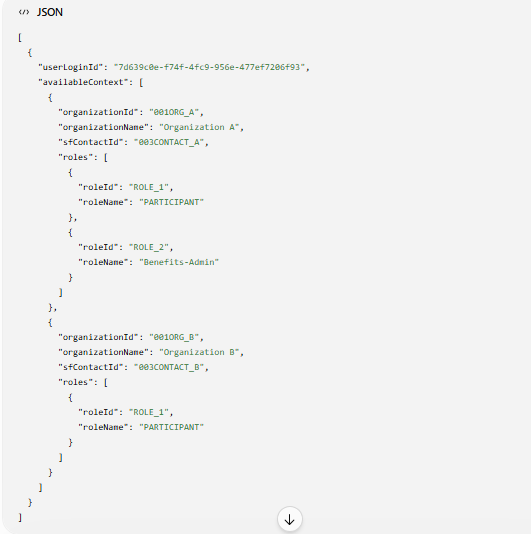 </> JSON
[
  {
    "userLoginId": "7d639c0e-f74f-4fc9-956e-477ef7206f93",
    "availableContext": [
      {
        "organizationId": "001ORG_A",
        "organizationName": "Organization A",
        "sfContactId": "003CONTACT_A",
        "roles": [
          {
            "roleId": "ROLE_1",
            "roleName": "PARTICIPANT"
          },
          {
            "roleId": "ROLE_2",
            "roleName": "Benefits-Admin"
          }
        ]
      },
      {
        "organizationId": "001ORG_B",
        "organizationName": "Organization B",
        "sfContactId": "003CONTACT_B",
        "roles": [
          {
            "roleId": "ROLE_1",
            "roleName": "PARTICIPANT"
          }
        ]
      }
    ]
  }
]